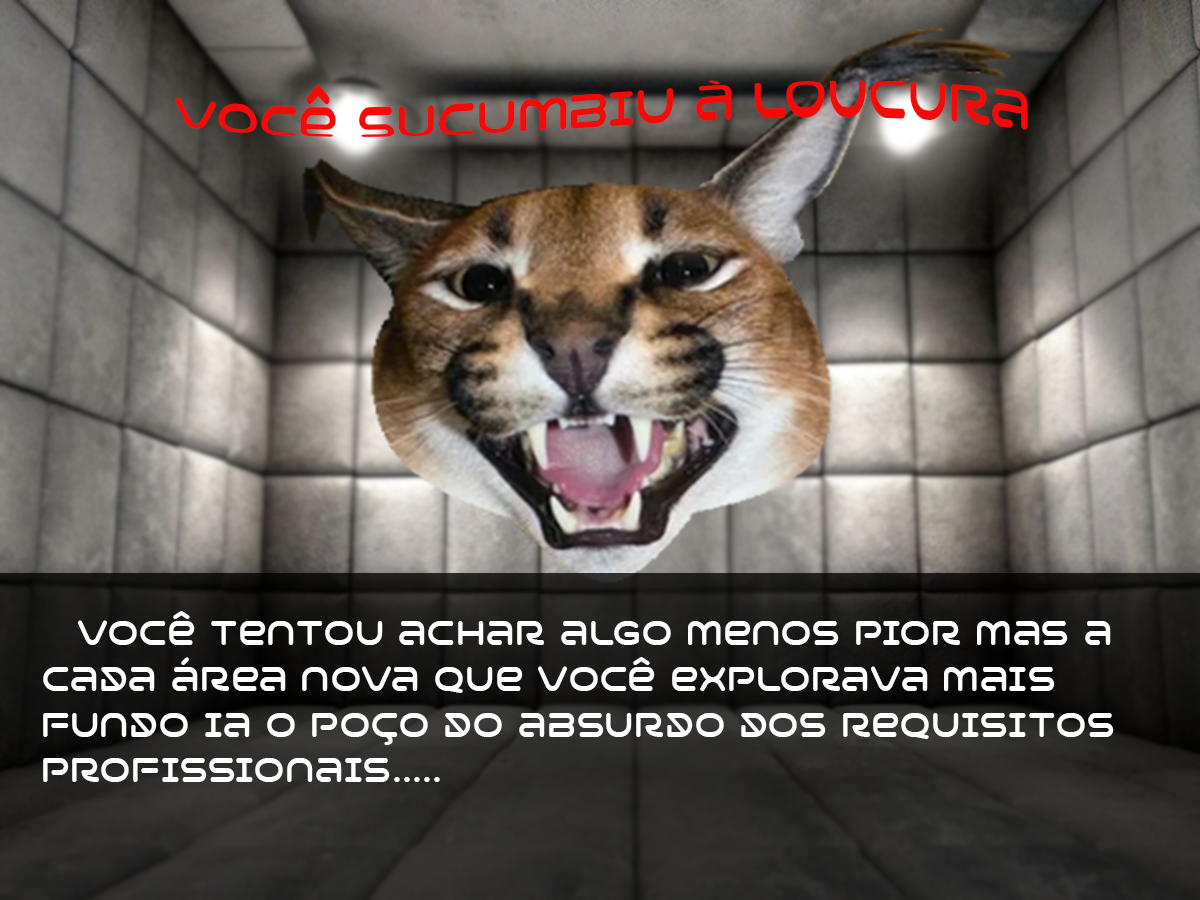 VOCÊ SUCUMBIU À LOUCURA
VOCÊ TENTOU ACHAR ALGO MENOS PIOR MAS A
CADA ÁREA NOVA QUE VOCÊ EXPLORAVA MAIS
FUNDO IA O POÇO DO ABSURDO DOS REQUISITOS
PROFISSIONAIS.....